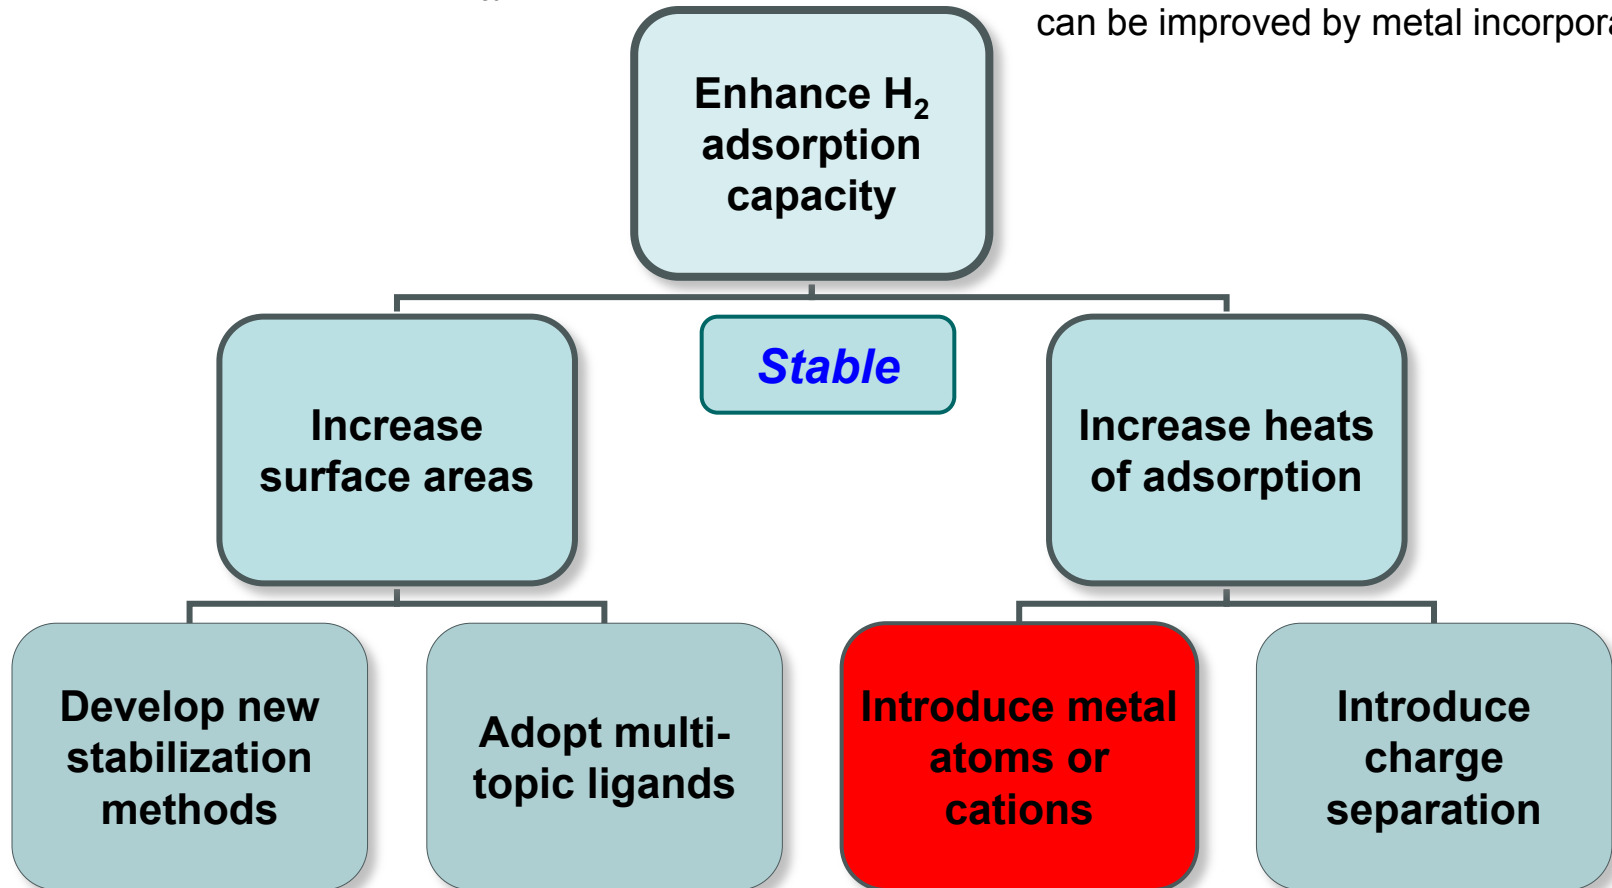 can be improved by metal
Enhance H₂
adsorption
capacity
Stable
Increase
surface areas
Increase heats
of adsorption
Develop new
stabilization
methods
Adopt multi-
topic ligands
Introduce metal
atoms or
cations
Introduce
charge
separation